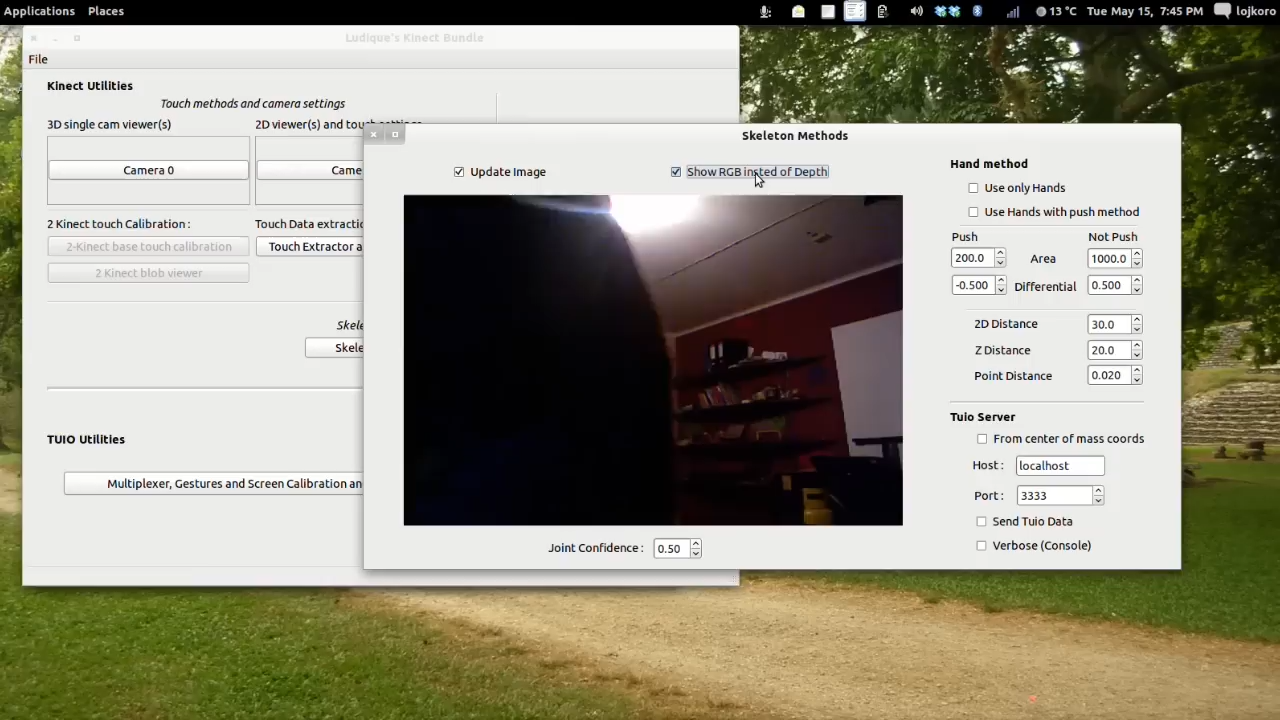 Applications Places 13 °C Tue May 15, 7:45 PM lojkoro
Ludique's Kinect Bundle
File
Kinect Utilities
Touch methods and camera settings
3D single cam viewer(s) 2D viewer(s) and touch settings
Camera 0 Came
2 Kinect touch Calibration : Touch Data extractio
2-Kinect base touch calibration Touch Extractor a
2 Kinect blob viewer
Skele
Skele
TUIO Utilities
Multiplexer, Gestures and Screen Calibration an
Skeleton Methods
Update Image Show RGB insted of Depth
Joint Confidence : 0.50
Hand method
Use only Hands
Use Hands with push method
Push Not Push
200.0 Area 1000.0
-0.500 Differential 0.500
2D Distance 30.0
Z Distance 20.0
Point Distance 0.020
Tuio Server
From center of mass coords
Host : localhost
Port : 3333
Send Tuio Data
Verbose (Console)